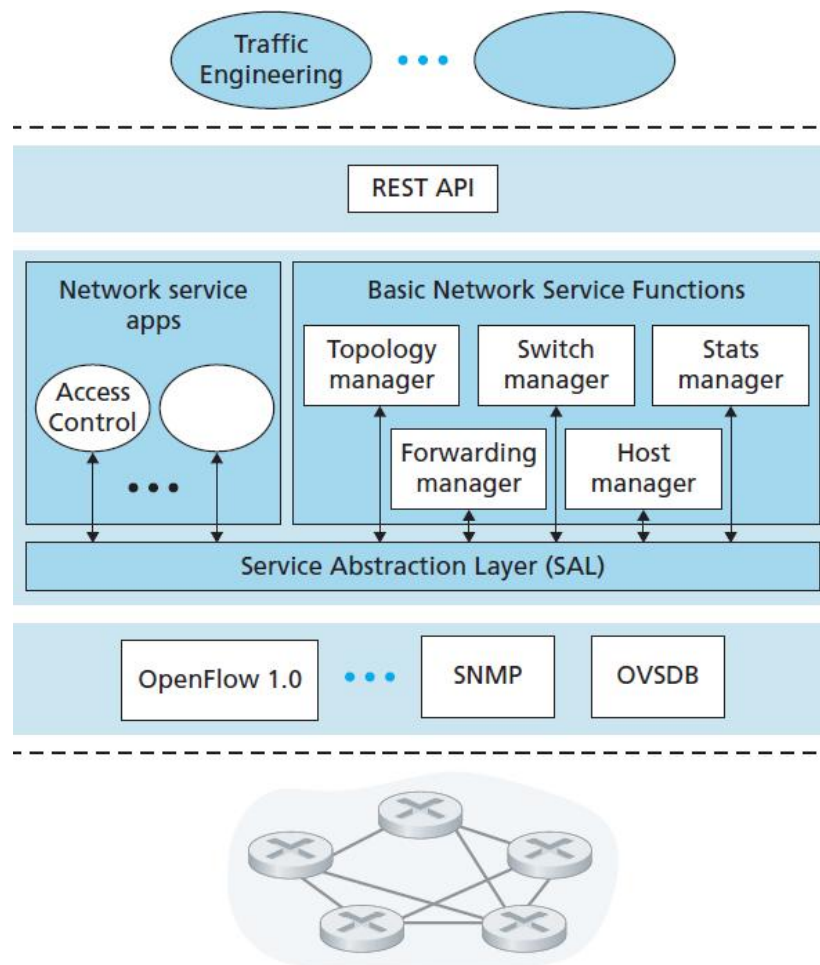 Traffic
Engineering
REST API
Network service
apps
Basic Network Service Functions
Topology
manager
Switch
manager
Stats
manager
Access
Control
Forwarding
manager
Host
manager
Service Abstraction Layer (SAL)
OpenFlow 1.0
SNMP
OVSDB